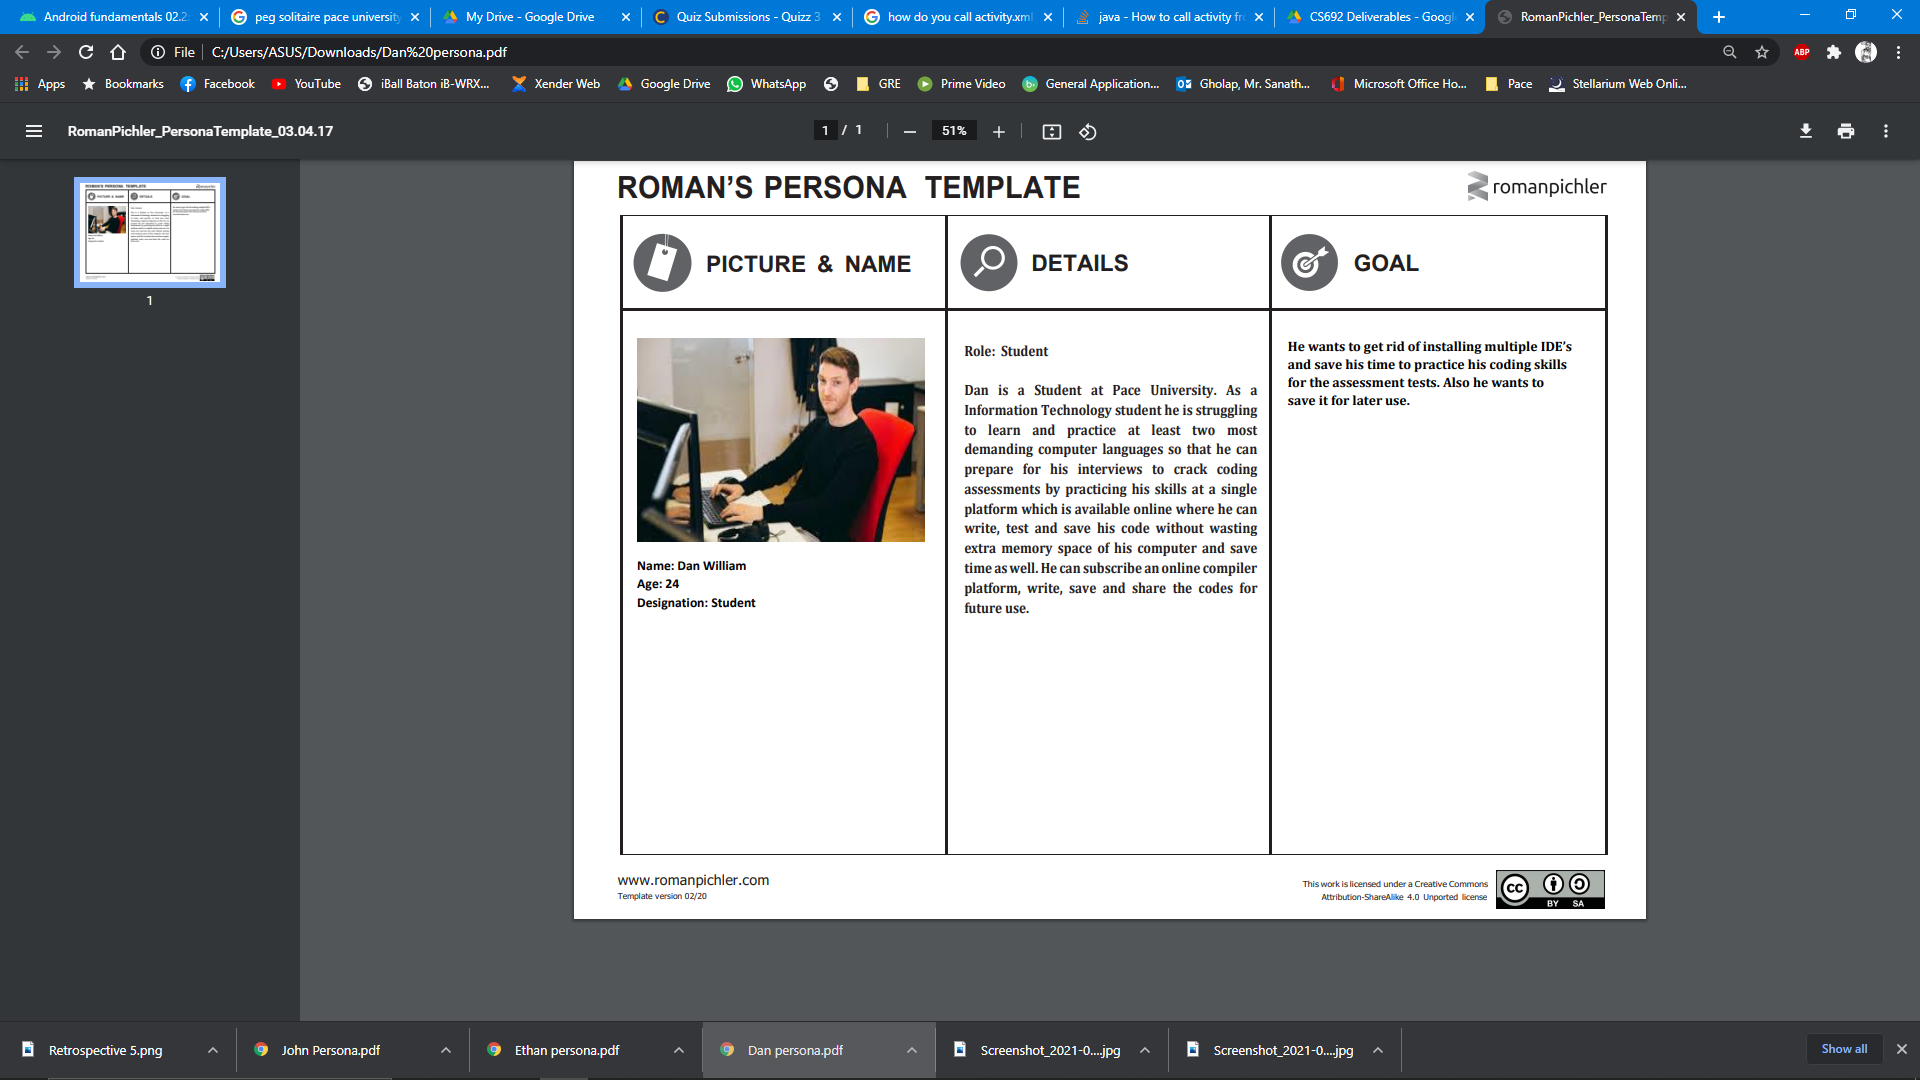 Android fundamentals 02.2:
peg solitaire pace university
My Drive - Google Drive
Quiz Submissions - Quizz 3
how do you call activity.xml
java - How to call activity fr
CS692 Deliverables - Googl
RomanPichler_PersonaTemp
File
C:/Users/ASUS/Downloads/Dan%20persona.pdf
ABP
Apps
Bookmarks
Facebook
YouTube
iBall Baton iB-WRX...
Xender Web
Google Drive
WhatsApp
GRE
Prime Video
General Application...
Gholap, Mr. Sanath...
Microsoft Office Ho...
Pace
Stellarium Web Onli...
RomanPichler_PersonaTemplate_03.04.17
1 / 1
51%
1
ROMAN'S PERSONA TEMPLATE
romanpichler
PICTURE & NAME
DETAILS
GOAL
Name: Dan William
Age: 24
Designation: Student
Role: Student
Dan is a Student at Pace University. As a
Information Technology student he is struggling
to learn and practice at least two most
demanding computer languages so that he can
prepare for his interviews to crack coding
assessments by practicing his skills at a single
platform which is available online where he can
write, test and save his code without wasting
extra memory space of his computer and save
time as well. He can subscribe an online compiler
platform, write, save and share the codes for
future use.
He wants to get rid of installing multiple IDE's
and save his time to practice his coding skills
for the assessment tests. Also he wants to
save it for later use.
www.romanpichler.com
Template version 02/20
This work is licensed under a Creative Commons
Attribution-ShareAlike 4.0 Unported license
cc
BY SA
Retrospective 5.png
John Persona.pdf
Ethan persona.pdf
Dan persona.pdf
Screenshot_2021-0....jpg
Screenshot_2021-0....jpg
Show all